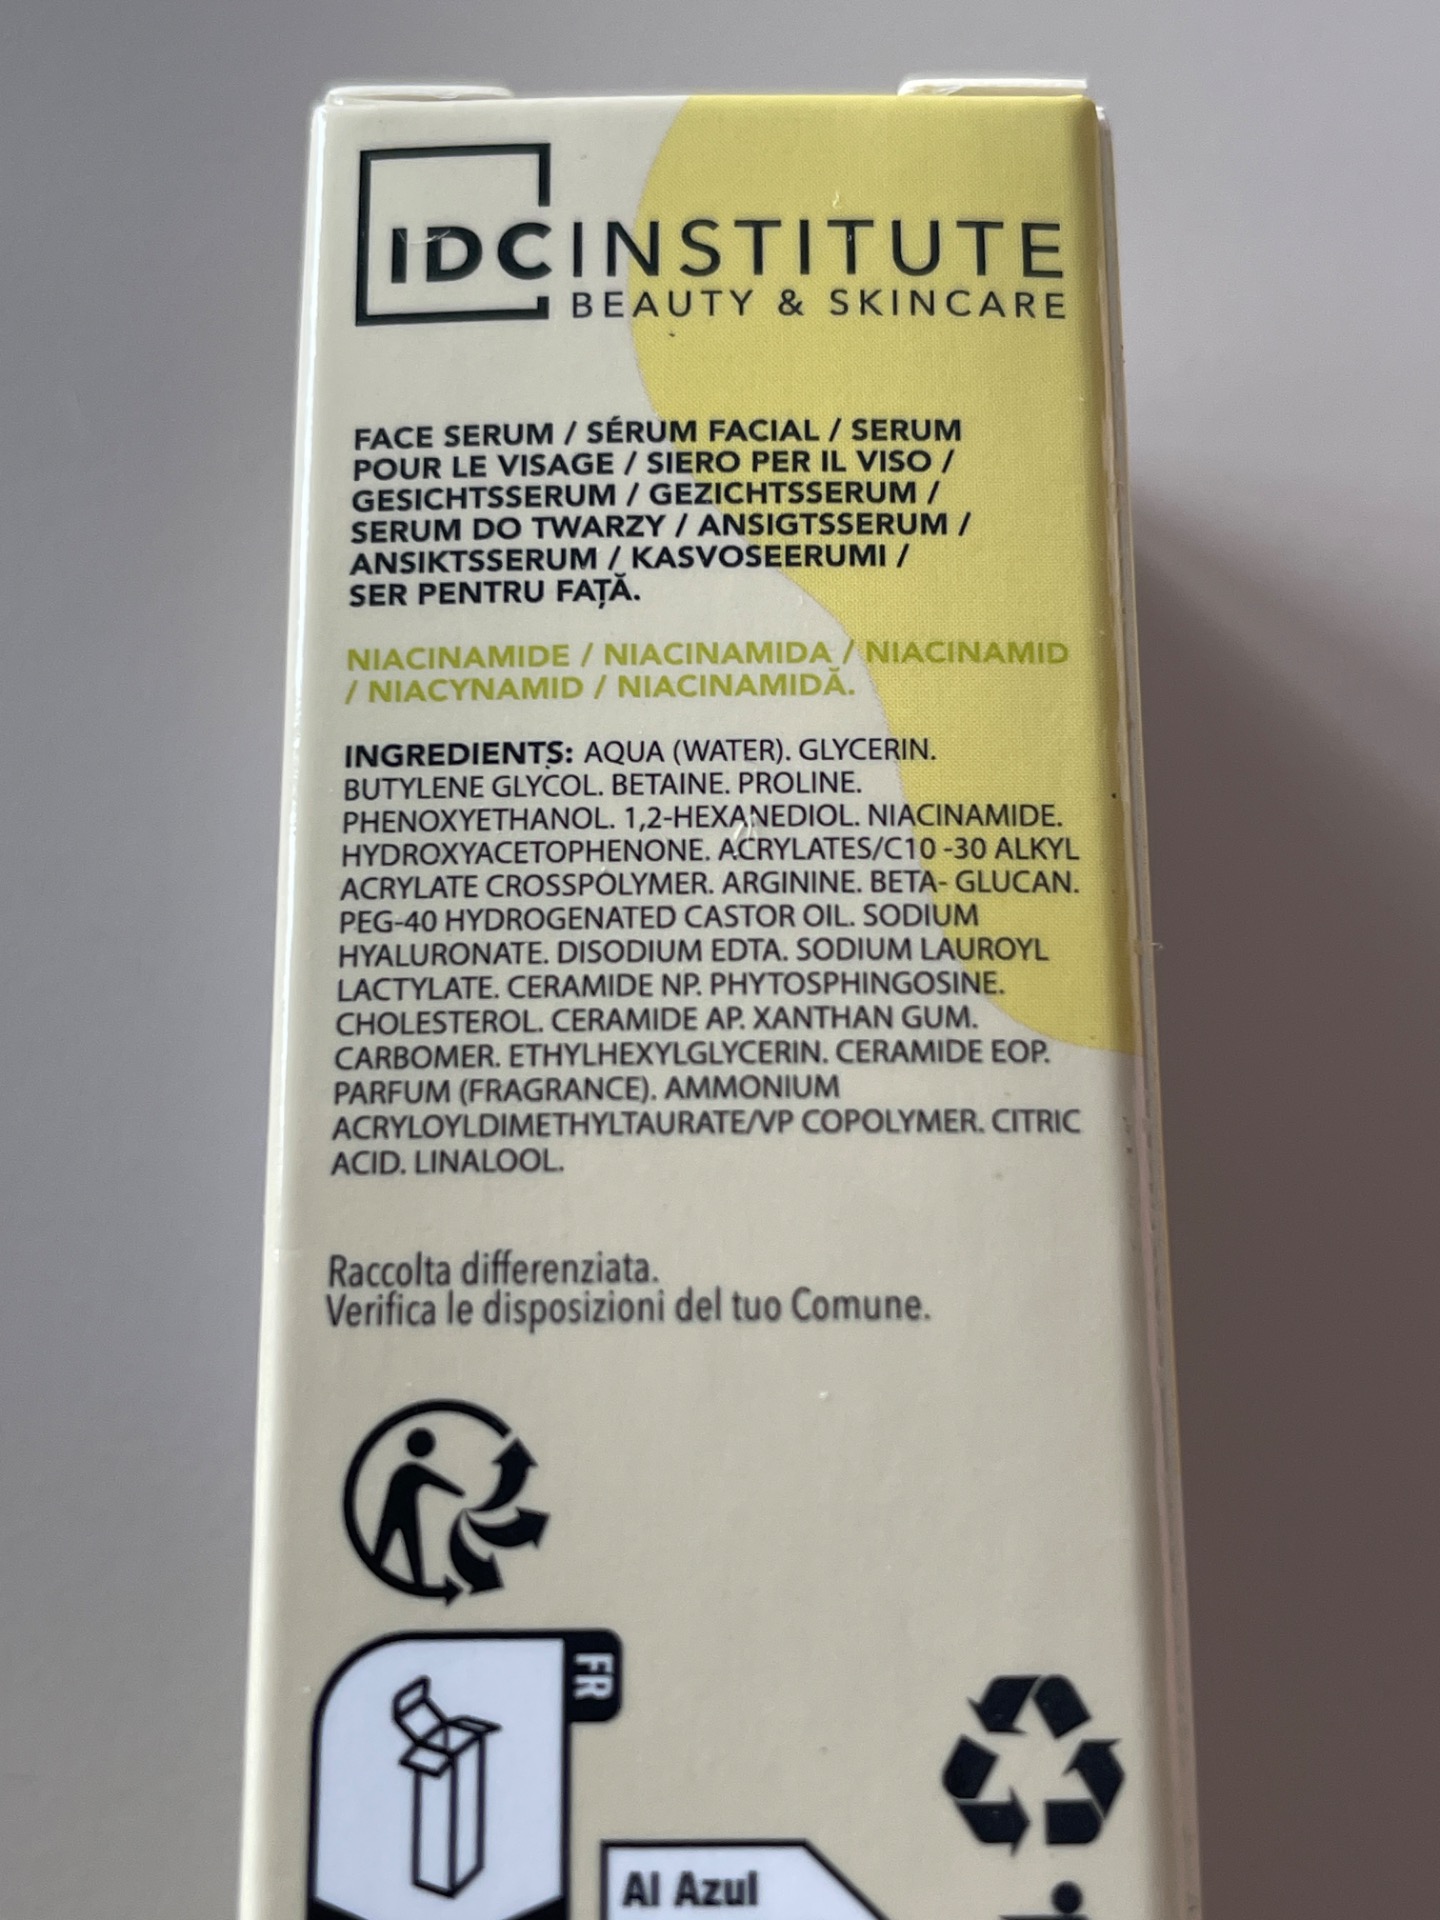 IDC INSTITUTE
BEAUTY & SKINCARE
FACE SERUM / SÉRUM FACIAL / SERUM
POUR LE VISAGE / SIERO PER IL VISO /
GESICHTSSERUM / GEZICHTSSERUM /
SERUM DO TWARZY / ANSIGTSSERUM /
ANSIKTSSERUM / KASVOSEERUMI /
SER PENTRU FAȚĂ.
NIACINAMIDE / NIACINAMIDA / NIACINAMID
/ NIACYNAMID / NIACINAMIDĂ.
INGREDIENTS: AQUA (WATER). GLYCERIN.
BUTYLENE GLYCOL. BETAINE. PROLINE.
PHENOXYETHANOL. 1,2-HEXANEDIOL. NIACINAMIDE.
HYDROXYACETOPHENONE. ACRYLATES/C10 -30 ALKYL
ACRYLATE CROSSPOLYMER. ARGININE. BETA- GLUCAN.
PEG-40 HYDROGENATED CASTOR OIL. SODIUM
HYALURONATE. DISODIUM EDTA. SODIUM LAUROYL
LACTYLATE. CERAMIDE NP. PHYTOSPHINGOSINE.
CHOLESTEROL. CERAMIDE AP. XANTHAN GUM.
CARBOMER. ETHYLHEXYLGLYCERIN. CERAMIDE EOP.
PARFUM (FRAGRANCE). AMMONIUM
ACRYLOYLDIMETHYLTAURATE/VP COPOLYMER. CITRIC
ACID. LINALOOL.
Raccolta differenziata.
Verifica le disposizioni del tuo Comune.
FR
Al Azul